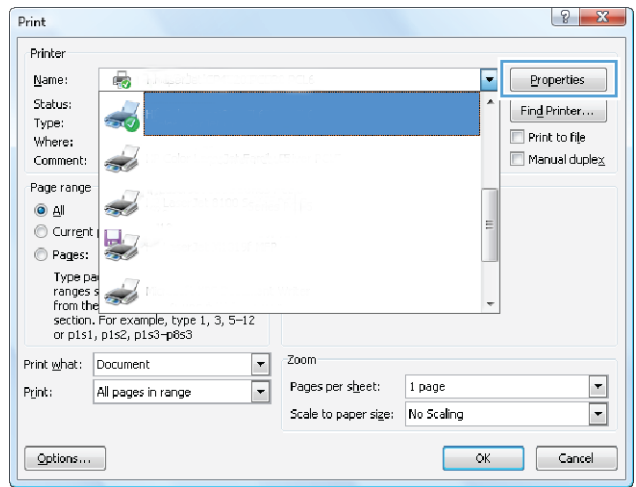 Print
Printer
Name:
Properties
Status:
Find Printer...
Type:
Where:
Print to file
Comment:
Manual duplex
Page range
All
Current
Pages:
Type
ranges
from the
section. For example, type 1, 3, 5–12
or p1s1, p1s2, p1s3–p8s3
Print what: Document
Print: All pages in range
Zoom
Pages per sheet: 1 page
Scale to paper size: No Scaling
Options...
OK
Cancel